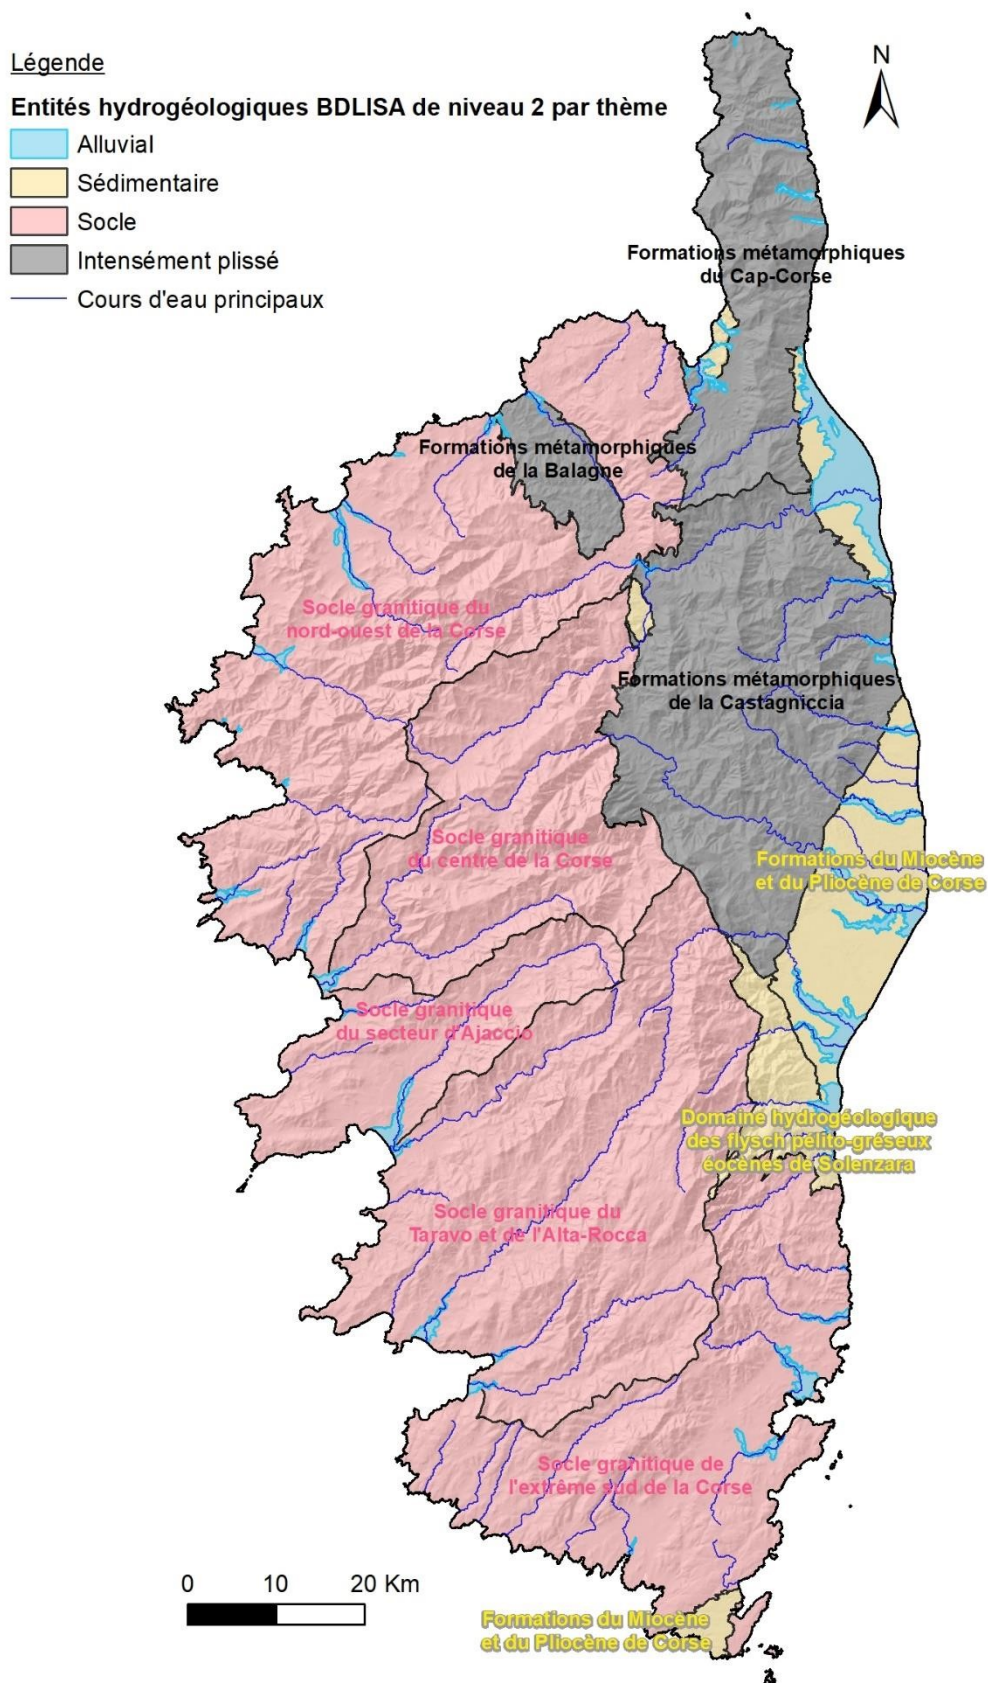 Légende
N
Entités hydrogéologiques BDLISA de niveau 2 par thème
Alluvial
Sédimentaire
Socle
Intensément plissé
Cours d'eau principaux
Formations métamorphiques
du Cap-Corse
Formations métamorphiques
de la Balagne
Socle granitique du
nord-ouest de la Corse
Formations métamorphiques
de la Castagniccia
Socle granitique
du centre de la Corse
Formations du Miocène
et du Pliocène de Corse
Socle granitique
du secteur d'Ajaccio
Domaine hydrogéologique
des flysch pélito-gréseux
éocènes de Solenzara
Socle granitique du
Taravo et de l'Alta-Rocca
Socle granitique de
l'extrême sud de la Corse
0 10 20 Km
Formations du Miocène
et du Pliocène de Corse